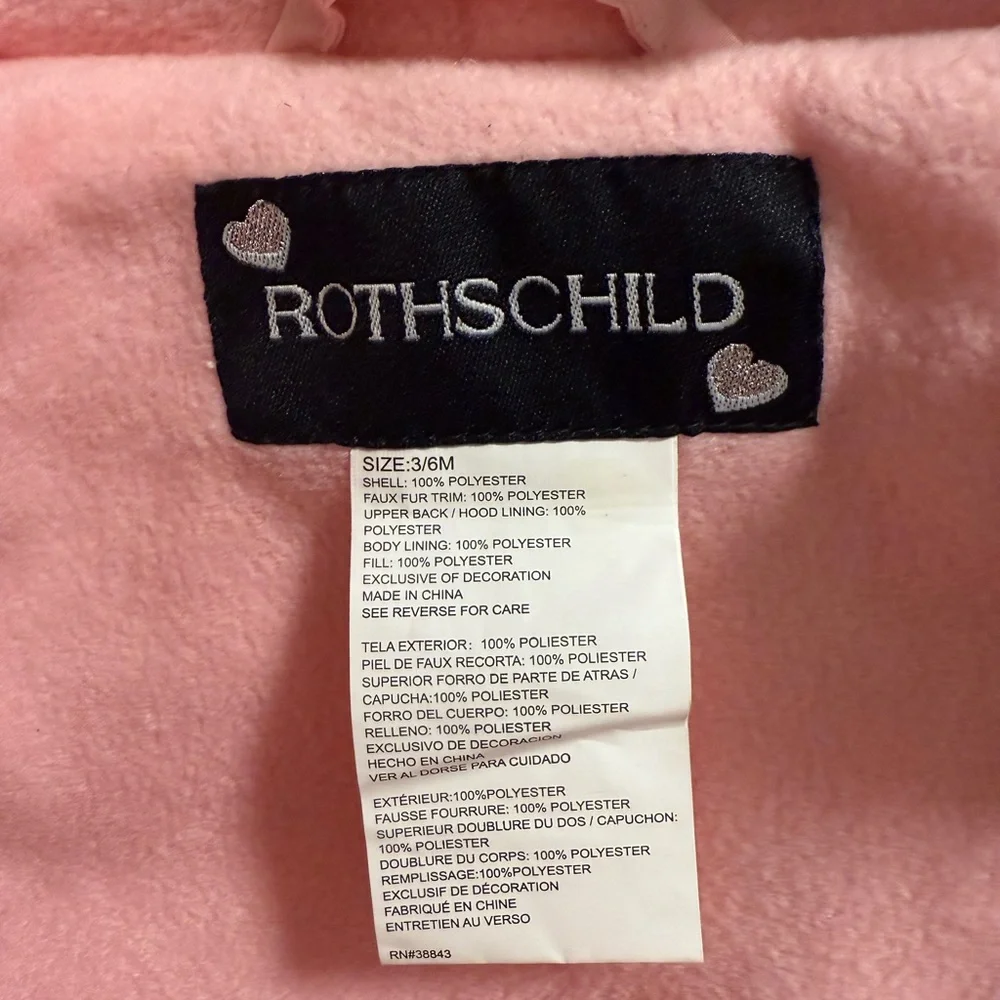 ROTHSCHILD
SIZE:3/6M
SHELL: 100% POLYESTER
FAUX FUR TRIM: 100% POLYESTER
UPPER BACK / HOOD LINING: 100%
POLYESTER
BODY LINING: 100% POLYESTER
FILL: 100% POLYESTER
EXCLUSIVE OF DECORATION
MADE IN CHINA
SEE REVERSE FOR CARE
TELA EXTERIOR: 100% POLIESTER
PIEL DE FAUX RECORTA: 100% POLIESTER
SUPERIOR FORRO DE PARTE DE ATRAS /
CAPUCHA:100% POLIESTER
FORRO DEL CUERPO: 100% POLIESTER
RELLENO: 100% POLIESTER
EXCLUSIVO DE DECORACION
HECHO EN CHINA
VER AL DORSE PARA CUIDADO
EXTÉRIEUR:100%POLYESTER
FAUSSE FOURRURE: 100% POLYESTER
SUPERIEUR DOUBLURE DU DOS / CAPUCHON:
100% POLIESTER
DOUBLURE DU CORPS: 100% POLYESTER
REMPLISSAGE:100%POLYESTER
EXCLUSIF DE DÉCORATION
FABRIQUÉ EN CHINE
ENTRETIEN AU VERSO
RN#38843